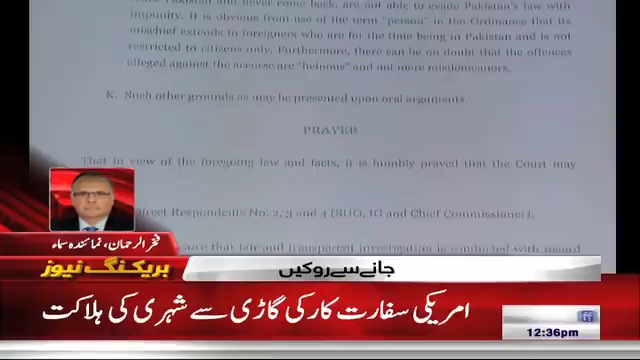 Pakistan and never come back, are not able to evade Pakistan's law with
impunity. It is obvious from use of the term "person" in the Ordinance that its
mischief extends to foreigners who are for the time being in Pakistan and is not
restricted to citizens only. Furthermore, there can be no doubt that the offences
alleged against the accurse are "heinous" and not mere misdemeanors.
K. Such other grounds as may be presented upon oral arguments.
PRAYER
That in view of the foregoing law and facts, it is humbly prayed that the Court may
Respondents No. 2, 3 and 4 (SHO, IG and Chief Commissioner).
sure that fair and transparent investigation is conducted with
فخرالرحمان، نمائندہ سماء
بریکنگ نیوز
جانے سے روکیں
امریکی سفارت کار کی گاڑی سے شہری کی ہلاکت
12:36pm